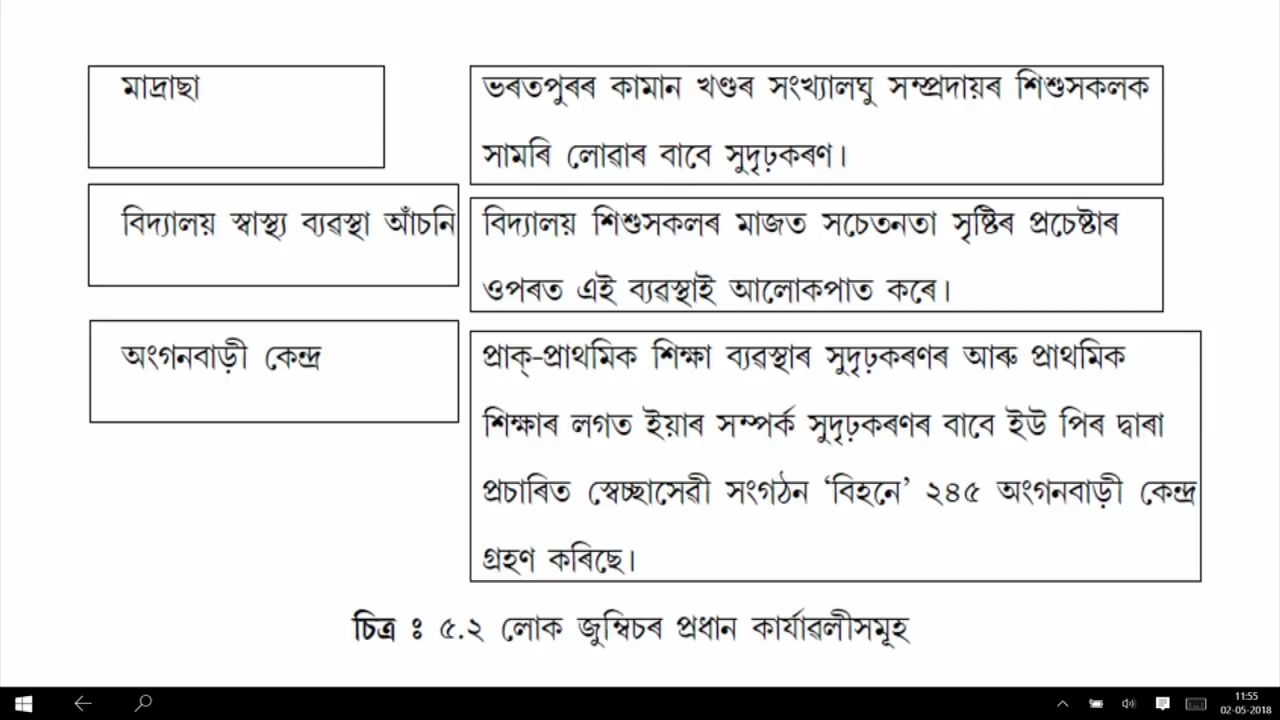 মাদ্ৰাছা
ভৰতপুৰৰ কামান খণ্ডৰ সংখ্যালঘু সম্প্ৰদায়ৰ শিশুসকলক
সামৰি লোৱাৰ বাবে সুদৃঢ়কৰণ।
বিদ্যালয় স্বাস্থ্য ব্যৱস্থা আঁচনি
বিদ্যালয় শিশুসকলৰ মাজত সচেতনতা সৃষ্টিৰ প্ৰচেষ্টাৰ
ওপৰত এই ব্যৱস্থাই আলোকপাত কৰে।
অংগনবাড়ী কেন্দ্ৰ
প্ৰাক্-প্ৰাথমিক শিক্ষা ব্যৱস্থাৰ সুদৃঢ়কৰণৰ আৰু প্ৰাথমিক
শিক্ষাৰ লগত ইয়াৰ সম্পৰ্ক সুদৃঢ়কৰণৰ বাবে ইউ পিৰ দ্বাৰা
প্ৰচাৰিত স্বেচ্ছাসেৱী সংগঠন ‘বিহনে’ ২৪৫ অংগনবাড়ী কেন্দ্ৰ
গ্ৰহণ কৰিছে।
চিত্ৰ ঃ ৫.২ লোক জুম্বিচৰ প্ৰধান কাৰ্যাৱলীসমূহ
11:55
02-05-2018